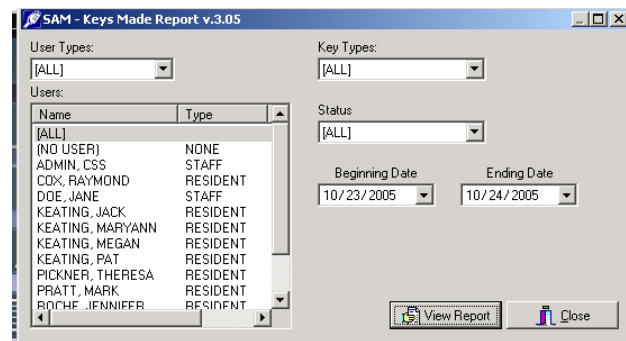 SAM - Keys Made Report v.3.05
User Types:
[ALL]
Key Types:
[ALL]
Users:
Name Type
[ALL]
(NO USER) NONE
ADMIN, CSS STAFF
COX, RAYMOND RESIDENT
DOE, JANE STAFF
KEATING, JACK RESIDENT
KEATING, MARYANN RESIDENT
KEATING, MEGAN RESIDENT
KEATING, PAT RESIDENT
PICKNER, THERESA RESIDENT
PRATT, MARK RESIDENT
ROCHE, JENNIFER RESIDENT
Status
[ALL]
Beginning Date Ending Date
10/23/2005 10/24/2005
View Report Close